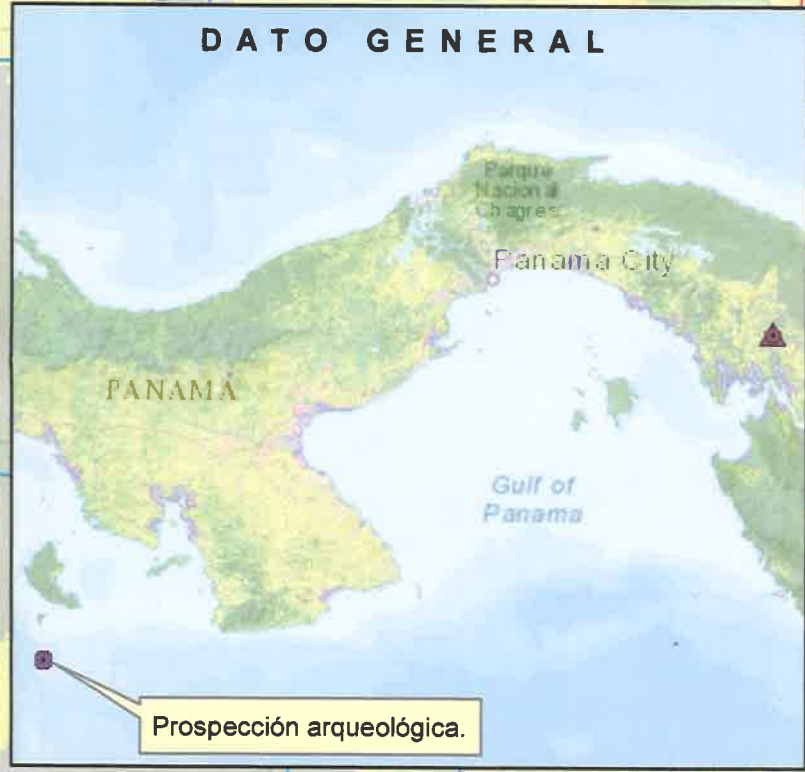 DATO GENERAL
Parque
Nacional
Chagres
Panama City
PANAMA
Gulf of
Panama
Prospección arqueológica.